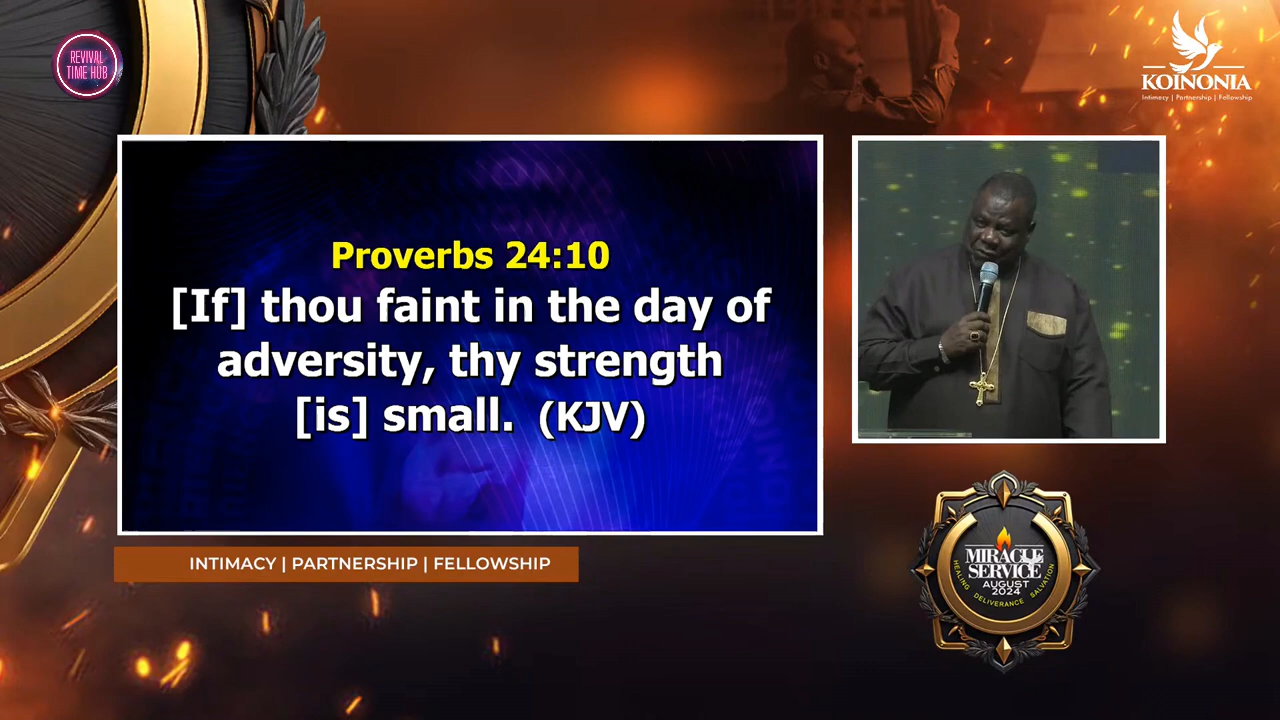 REVIVAL
TIME HUB
KOINONIA
Intimacy | Partnership | Fellowship
Proverbs 24:10
[If] thou faint in the day of
adversity, thy strength
[is] small. (KJV)
INTIMACY | PARTNERSHIP | FELLOWSHIP
MIRACLE
SERVICE
AUGUST
2024
HEALING DELIVERANCE SALVATION